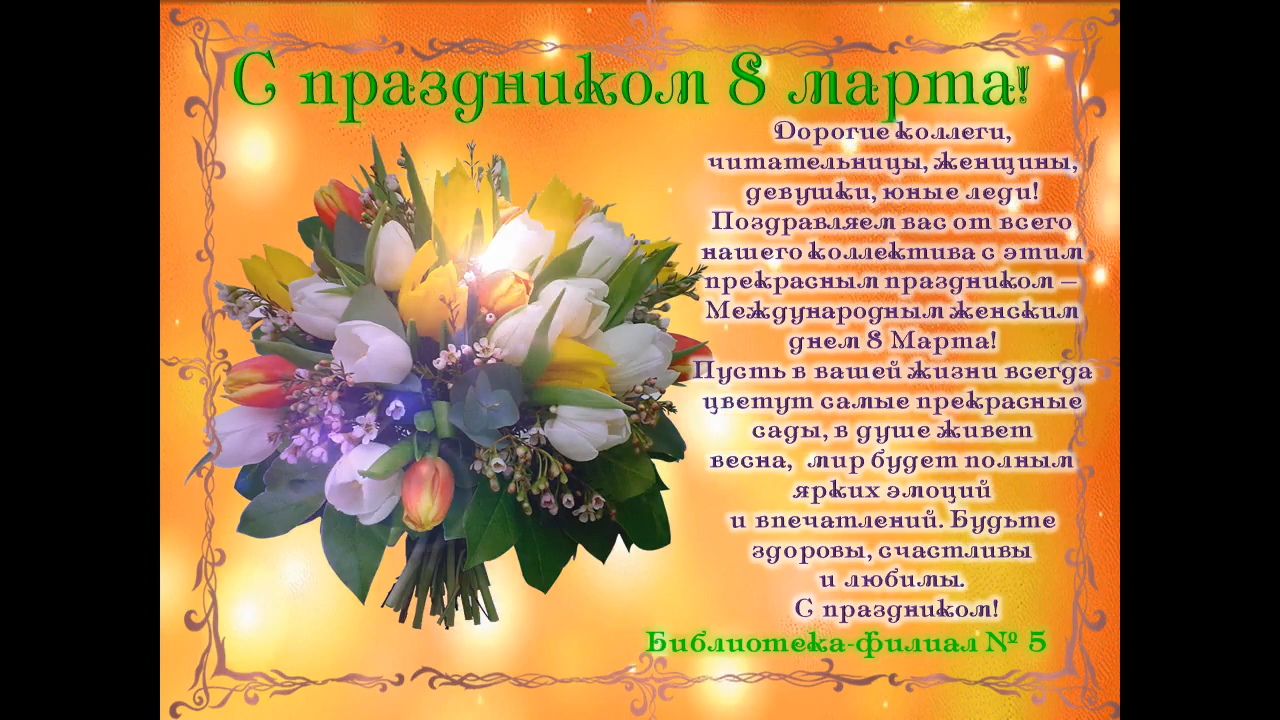 С праздником 8 марта!
Дорогие коллеги,
читательницы, женщины,
девушки, юные леди!
Поздравляем вас от всего
нашего коллектива с этим
прекрасным праздником –
Международным женским
днем 8 Марта!
Пусть в вашей жизни всегда
цветут самые прекрасные
сады, в душе живет
весна, мир будет полным
ярких эмоций
и впечатлений. Будьте
здоровы, счастливы
и любимы.
С праздником!
Библиотека-филиал № 5